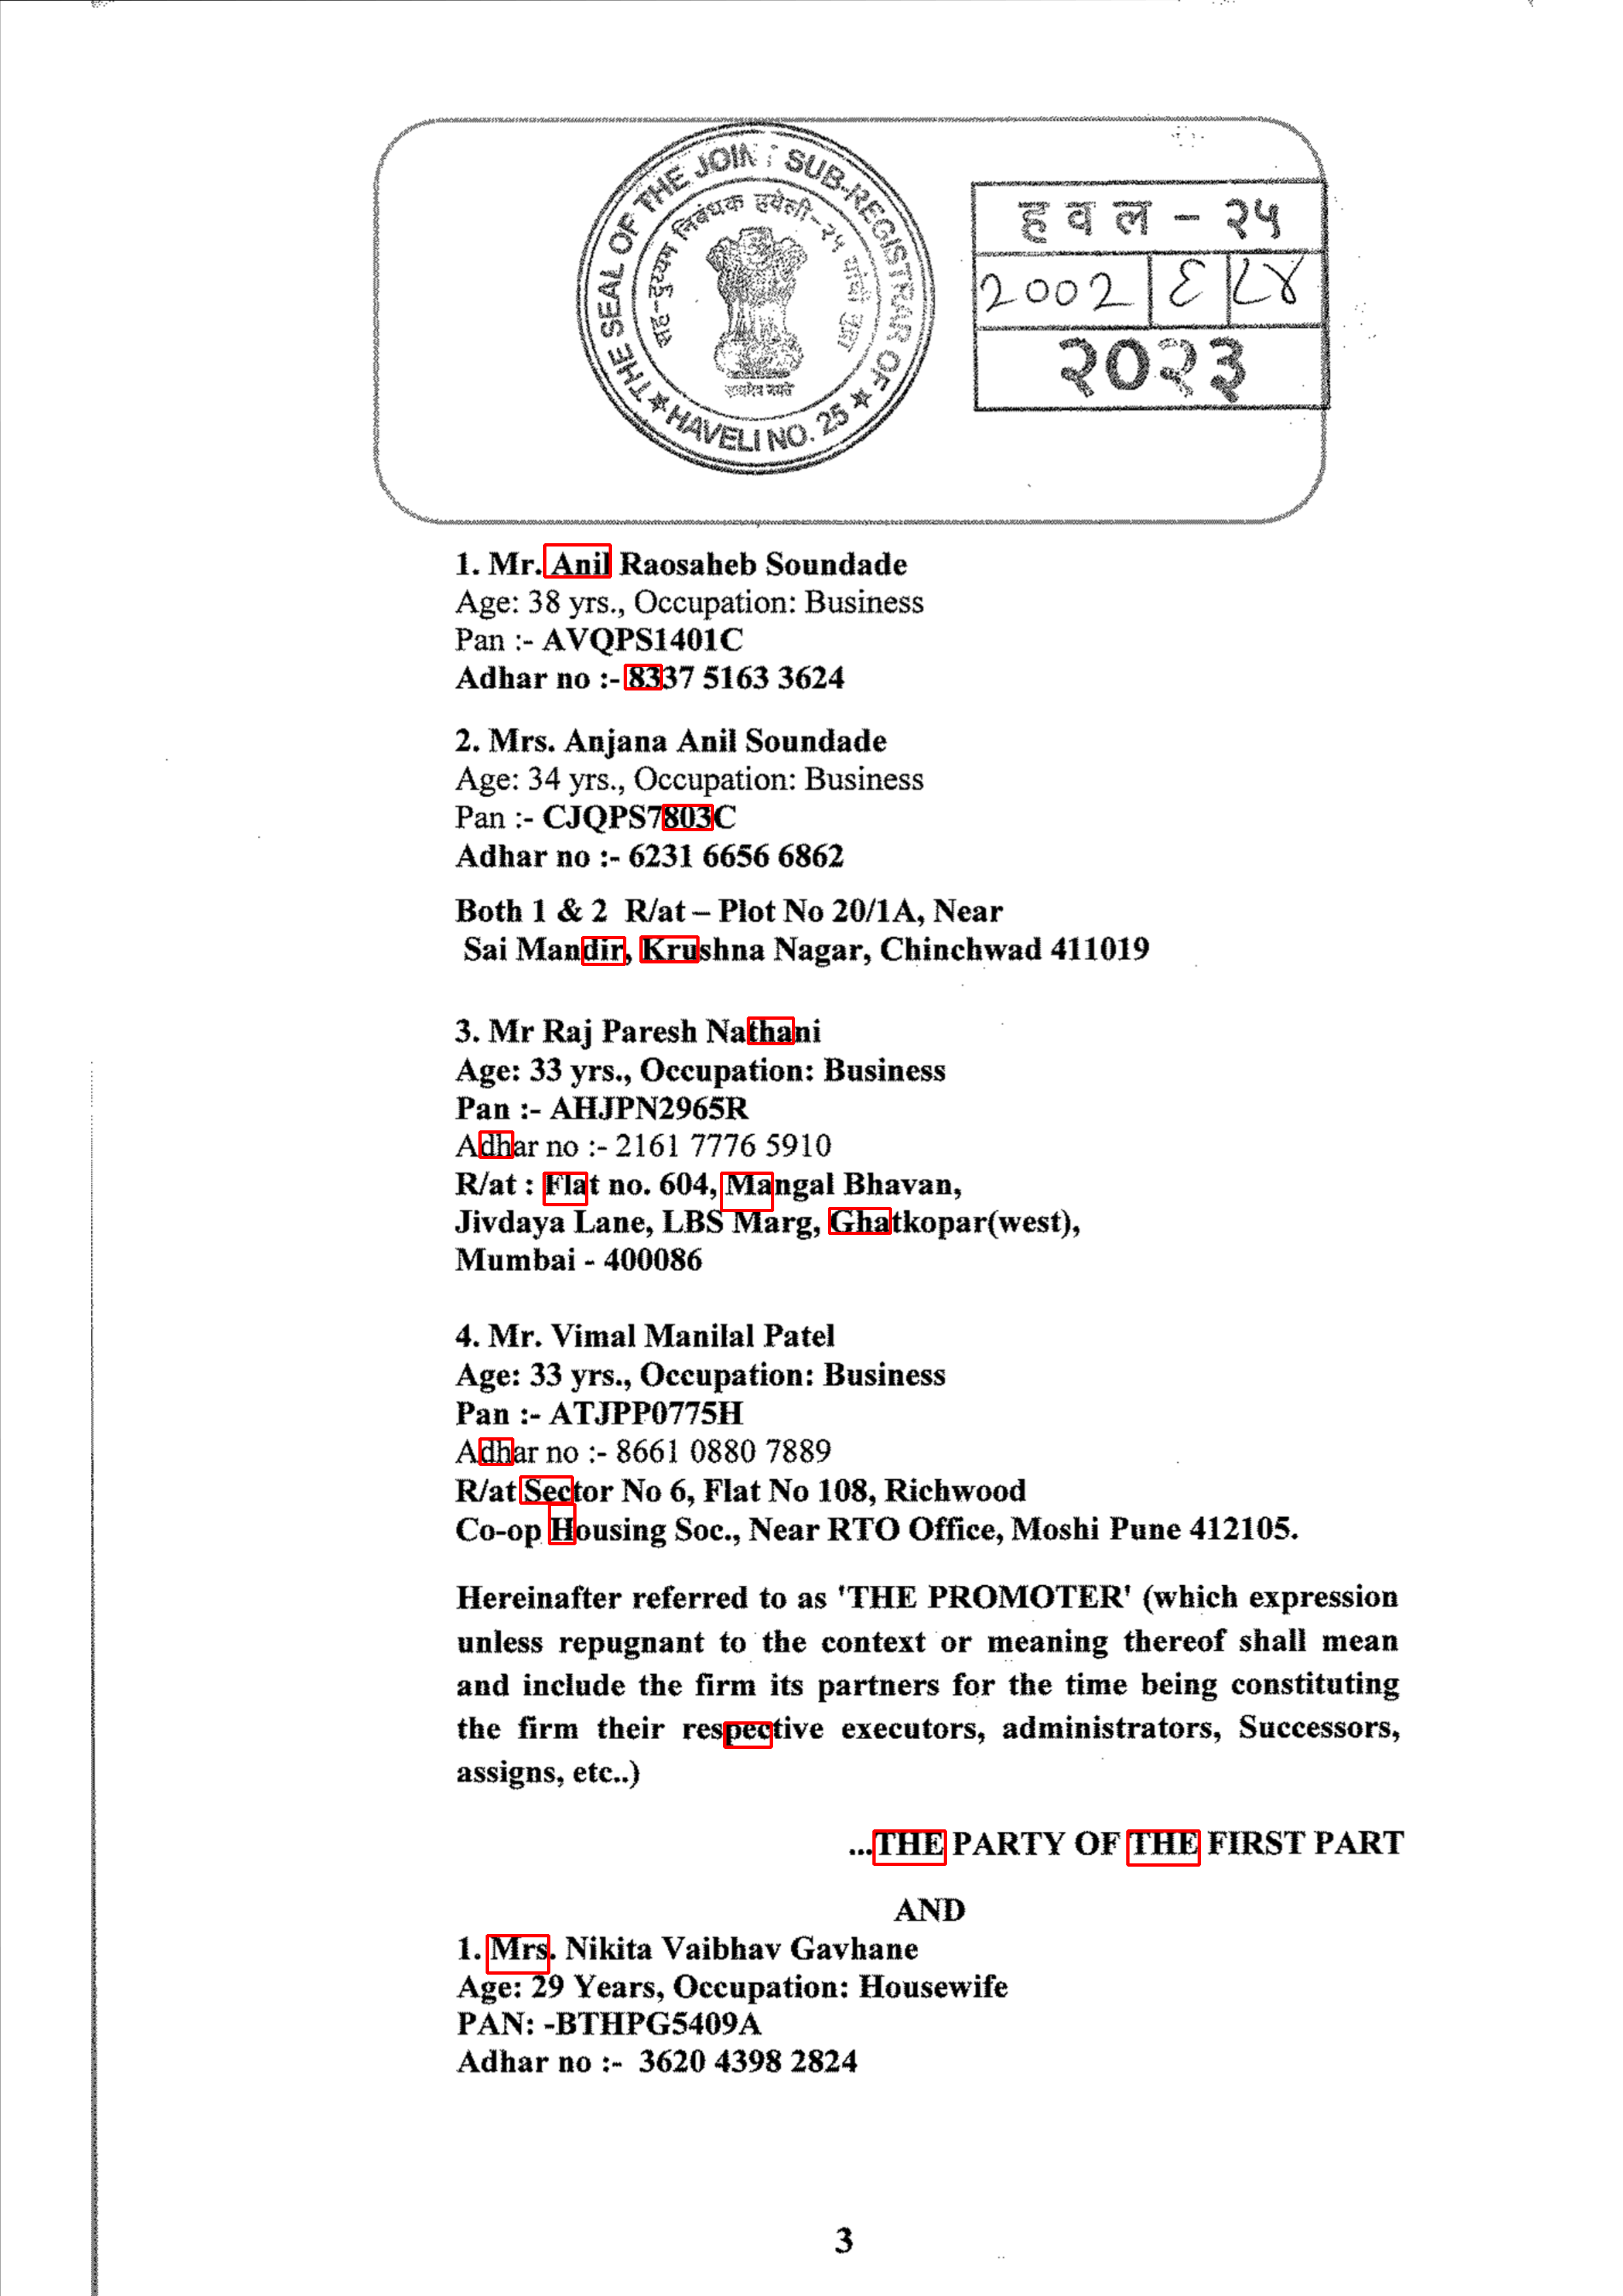 THE SEAL OF THE JOINT SUB-REGISTRAR OF
★ HAVELI NO. 25 ★
सह-दुय्यम निबंधक हवेली-२५ यांची मुद्रा
सत्यमेव जयते
हवल - २५
2002 ६ ८४
२०२३
1. Mr. Anil Raosaheb Soundade
Age: 38 yrs., Occupation: Business
Pan :- AVQPS1401C
Adhar no :- 8337 5163 3624
2. Mrs. Anjana Anil Soundade
Age: 34 yrs., Occupation: Business
Pan :- CJQPS7803C
Adhar no :- 6231 6656 6862
Both 1 & 2 R/at – Plot No 20/1A, Near
Sai Mandir, Krushna Nagar, Chinchwad 411019
3. Mr Raj Paresh Nathani
Age: 33 yrs., Occupation: Business
Pan :- AHJPN2965R
Adhar no :- 2161 7776 5910
R/at : Flat no. 604, Mangal Bhavan,
Jivdaya Lane, LBS Marg, Ghatkopar(west),
Mumbai - 400086
4. Mr. Vimal Manilal Patel
Age: 33 yrs., Occupation: Business
Pan :- ATJPP0775H
Adhar no :- 8661 0880 7889
R/at Sector No 6, Flat No 108, Richwood
Co-op Housing Soc., Near RTO Office, Moshi Pune 412105.
Hereinafter referred to as 'THE PROMOTER' (which expression
unless repugnant to the context or meaning thereof shall mean
and include the firm its partners for the time being constituting
the firm their respective executors, administrators, Successors,
assigns, etc..)
...THE PARTY OF THE FIRST PART
AND
1. Mrs. Nikita Vaibhav Gavhane
Age: 29 Years, Occupation: Housewife
PAN: -BTHPG5409A
Adhar no :- 3620 4398 2824
3